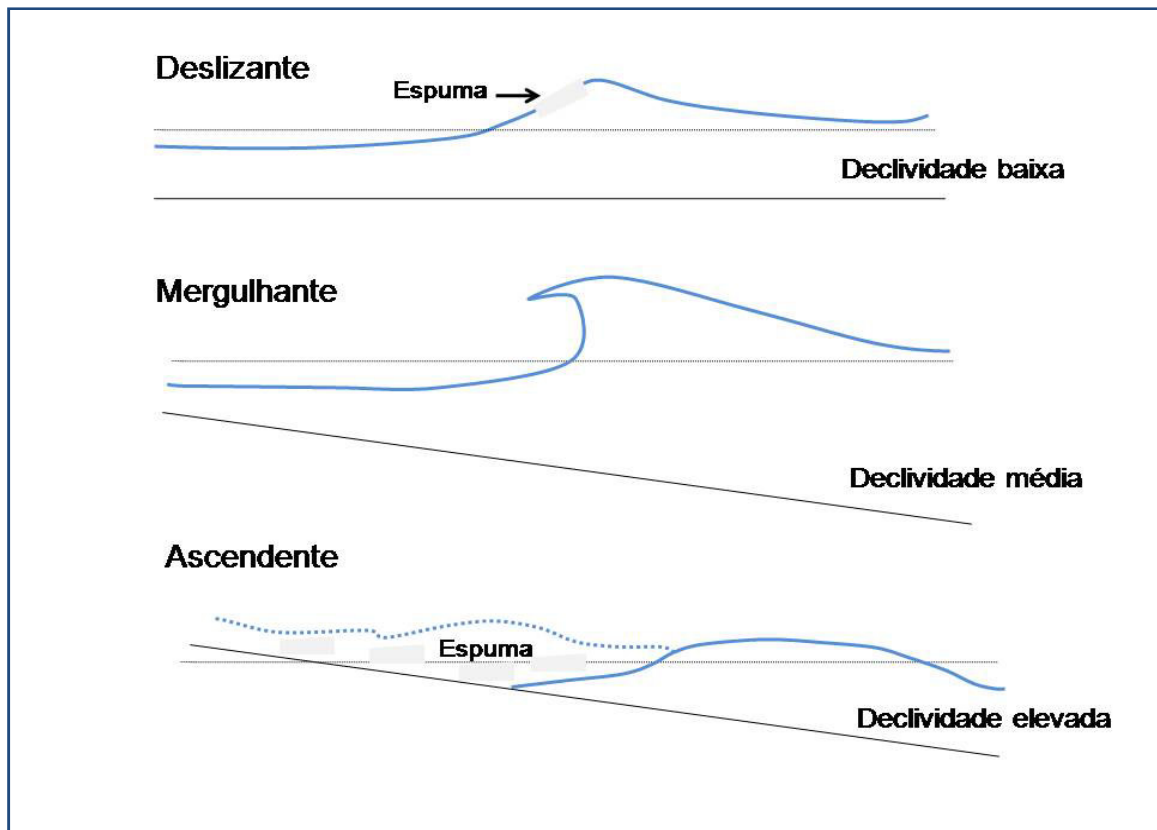 Deslizante
Espuma
Declividade baixa
Mergulhante
Declividade média
Ascendente
Espuma
Declividade elevada